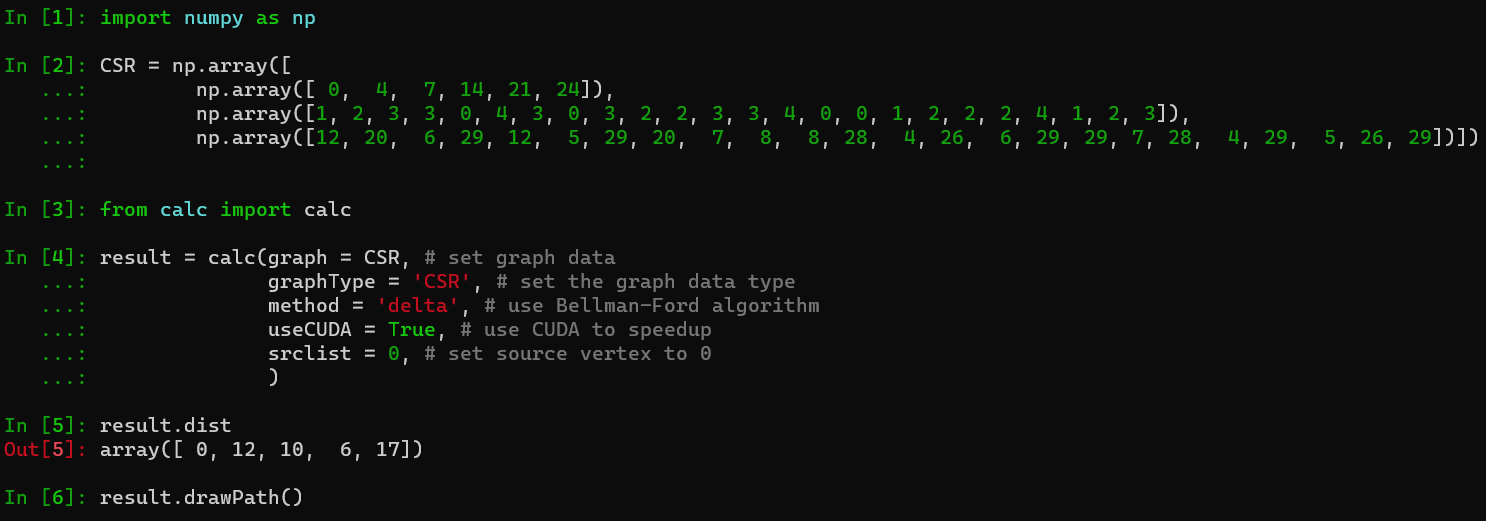 In [1]: import numpy as np
In [2]: CSR = np.array([
   ...:         np.array([ 0,  4,  7, 14, 21, 24]),
   ...:         np.array([1, 2, 3, 3, 0, 4, 3, 0, 3, 2, 2, 3, 3, 4, 0, 0, 1, 2, 2, 2, 4, 1, 2, 3]),
   ...:         np.array([12, 20,  6, 29, 12,  5, 29, 20,  7,  8,  8, 28,  4, 26,  6, 29, 29, 7, 28,  4, 29,  5, 26, 29])])
   ...:
In [3]: from calc import calc
In [4]: result = calc(graph = CSR, # set graph data
   ...:               graphType = 'CSR', # set the graph data type
   ...:               method = 'delta', # use Bellman-Ford algorithm
   ...:               useCUDA = True, # use CUDA to speedup
   ...:               srclist = 0, # set source vertex to 0
   ...:               )
In [5]: result.dist
Out[5]: array([ 0, 12, 10,  6, 17])
In [6]: result.drawPath()